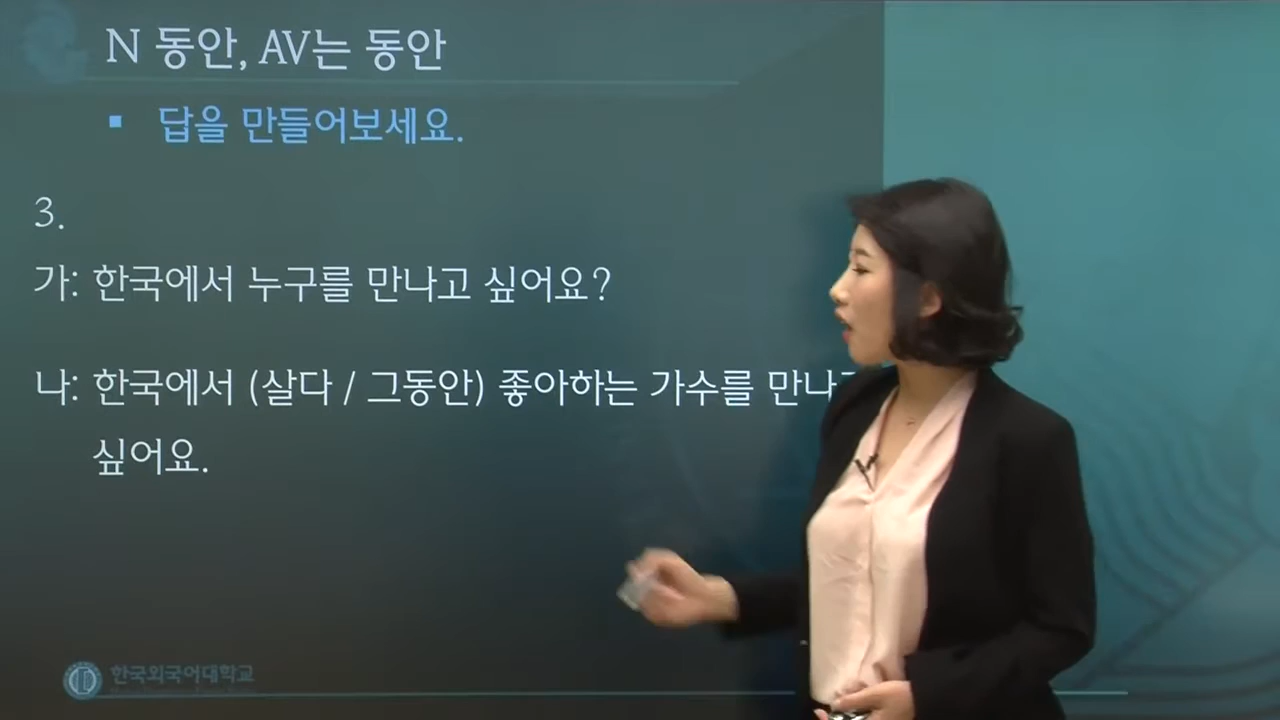 N 동안, AV는 동안
▪ 답을 만들어보세요.
3.
가: 한국에서 누구를 만나고 싶어요?
나: 한국에서 (살다 / 그동안) 좋아하는 가수를 만나
싶어요.
한국외국어대학교